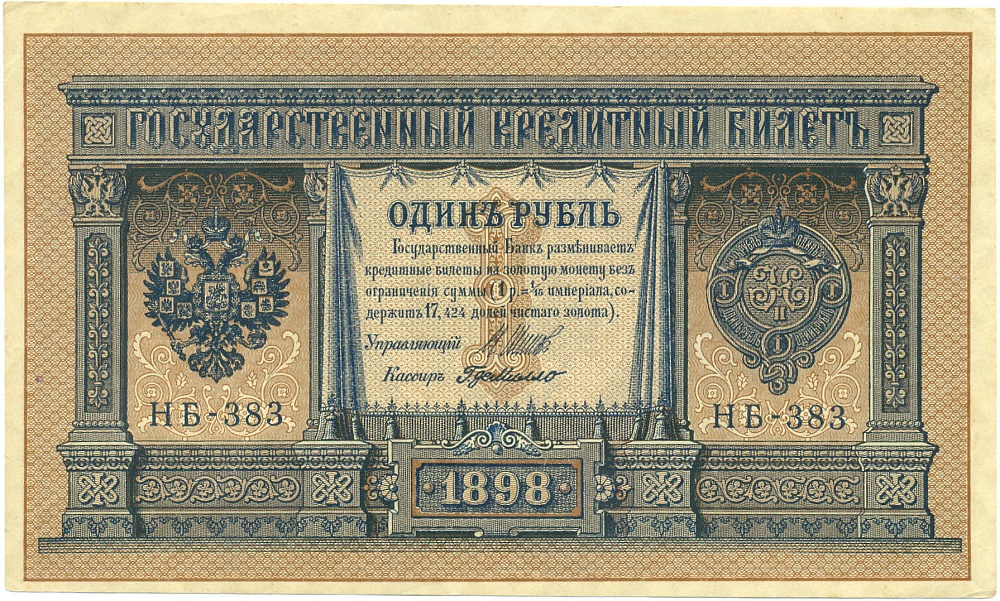 ГОСУДАРСТВЕННЫЙ КРЕДИТНЫЙ БИЛЕТЪ
ОДИНЪ РУБЛЬ
Государственный Банкъ размѣниваетъ
кредитные билеты на золотую монету безъ
ограниченія суммы (1 р.= 1/15 имперіала, со-
держитъ 17,424 долей чистаго золота).
Управляющій
Кассиръ
НБ-383
НБ-383
1898